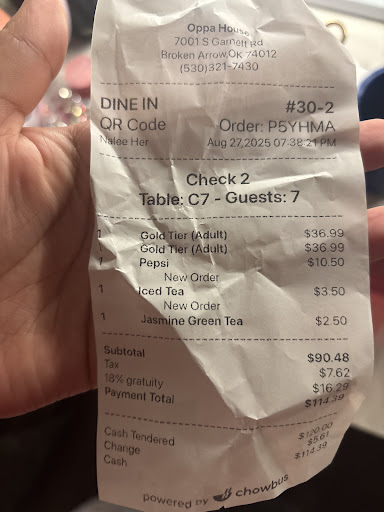 Oppa House
7001 S Garnett Rd
Broken Arrow, OK 74012
(530)321-7430
DINE IN #30-2
QR Code Order: P5YHMA
Nalee Her Aug 27,2025 07:38:21 PM
Check 2
Table: C7 - Guests: 7
1 Gold Tier (Adult) $36.99
1 Gold Tier (Adult) $36.99
1 Pepsi $10.50
New Order
1 Iced Tea $3.50
New Order
1 Jasmine Green Tea $2.50
Subtotal $90.48
Tax $7.62
18% gratuity $16.29
Payment Total $114.39
Cash Tendered $120.00
Change $5.61
Cash $114.39
powered by chowbus